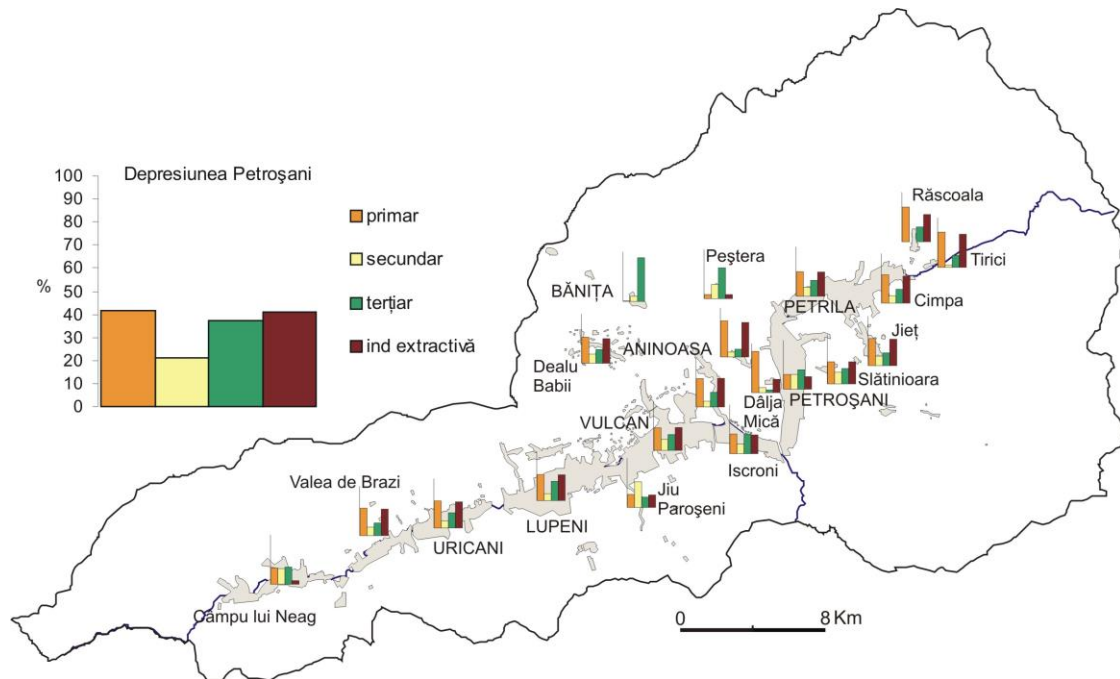 Depresiunea Petroşani
100
90
80
70
60
50
40
30
20
10
0
%
primar
secundar
terţiar
ind extractivă
Răscoala
Tirici
Peştera
BĂNIȚA
PETRILA
Cimpa
Jieţ
ANINOASA
Dealu
Babii
Slătinioara
PETROŞANI
Dâlja
Mică
VULCAN
Iscroni
Jiu
Paroşeni
Valea de Brazi
LUPENI
URICANI
Câmpu lui Neag
0
8 Km